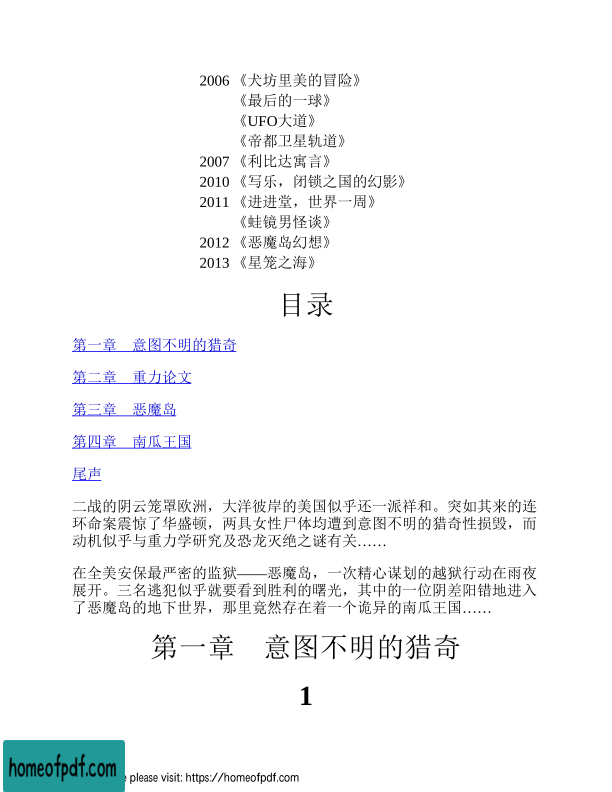 2006 《犬坊里美的冒险》
《最后的一球》
《UFO大道》
《帝都卫星轨道》
2007 《利比达寓言》
2010 《写乐，闭锁之国的幻影》
2011 《进进堂，世界一周》
《蛙镜男怪谈》
2012 《恶魔岛幻想》
2013 《星笼之海》
目录
第一章　意图不明的猎奇
第二章　重力论文
第三章　恶魔岛
第四章　南瓜王国
尾声
二战的阴云笼罩欧洲，大洋彼岸的美国似乎还一派祥和。突如其来的连
环命案震惊了华盛顿，两具女性尸体均遭到意图不明的猎奇性损毁，而
动机似乎与重力学研究及恐龙灭绝之谜有关……
在全美安保最严密的监狱——恶魔岛，一次精心谋划的越狱行动在雨夜
展开。三名逃犯似乎就要看到胜利的曙光，其中的一位阴差阳错地进入
了恶魔岛的地下世界，那里竟然存在着一个诡异的南瓜王国……
第一章　意图不明的猎奇
1
homeofpdf.com
e please visit: https://homeofpdf.com